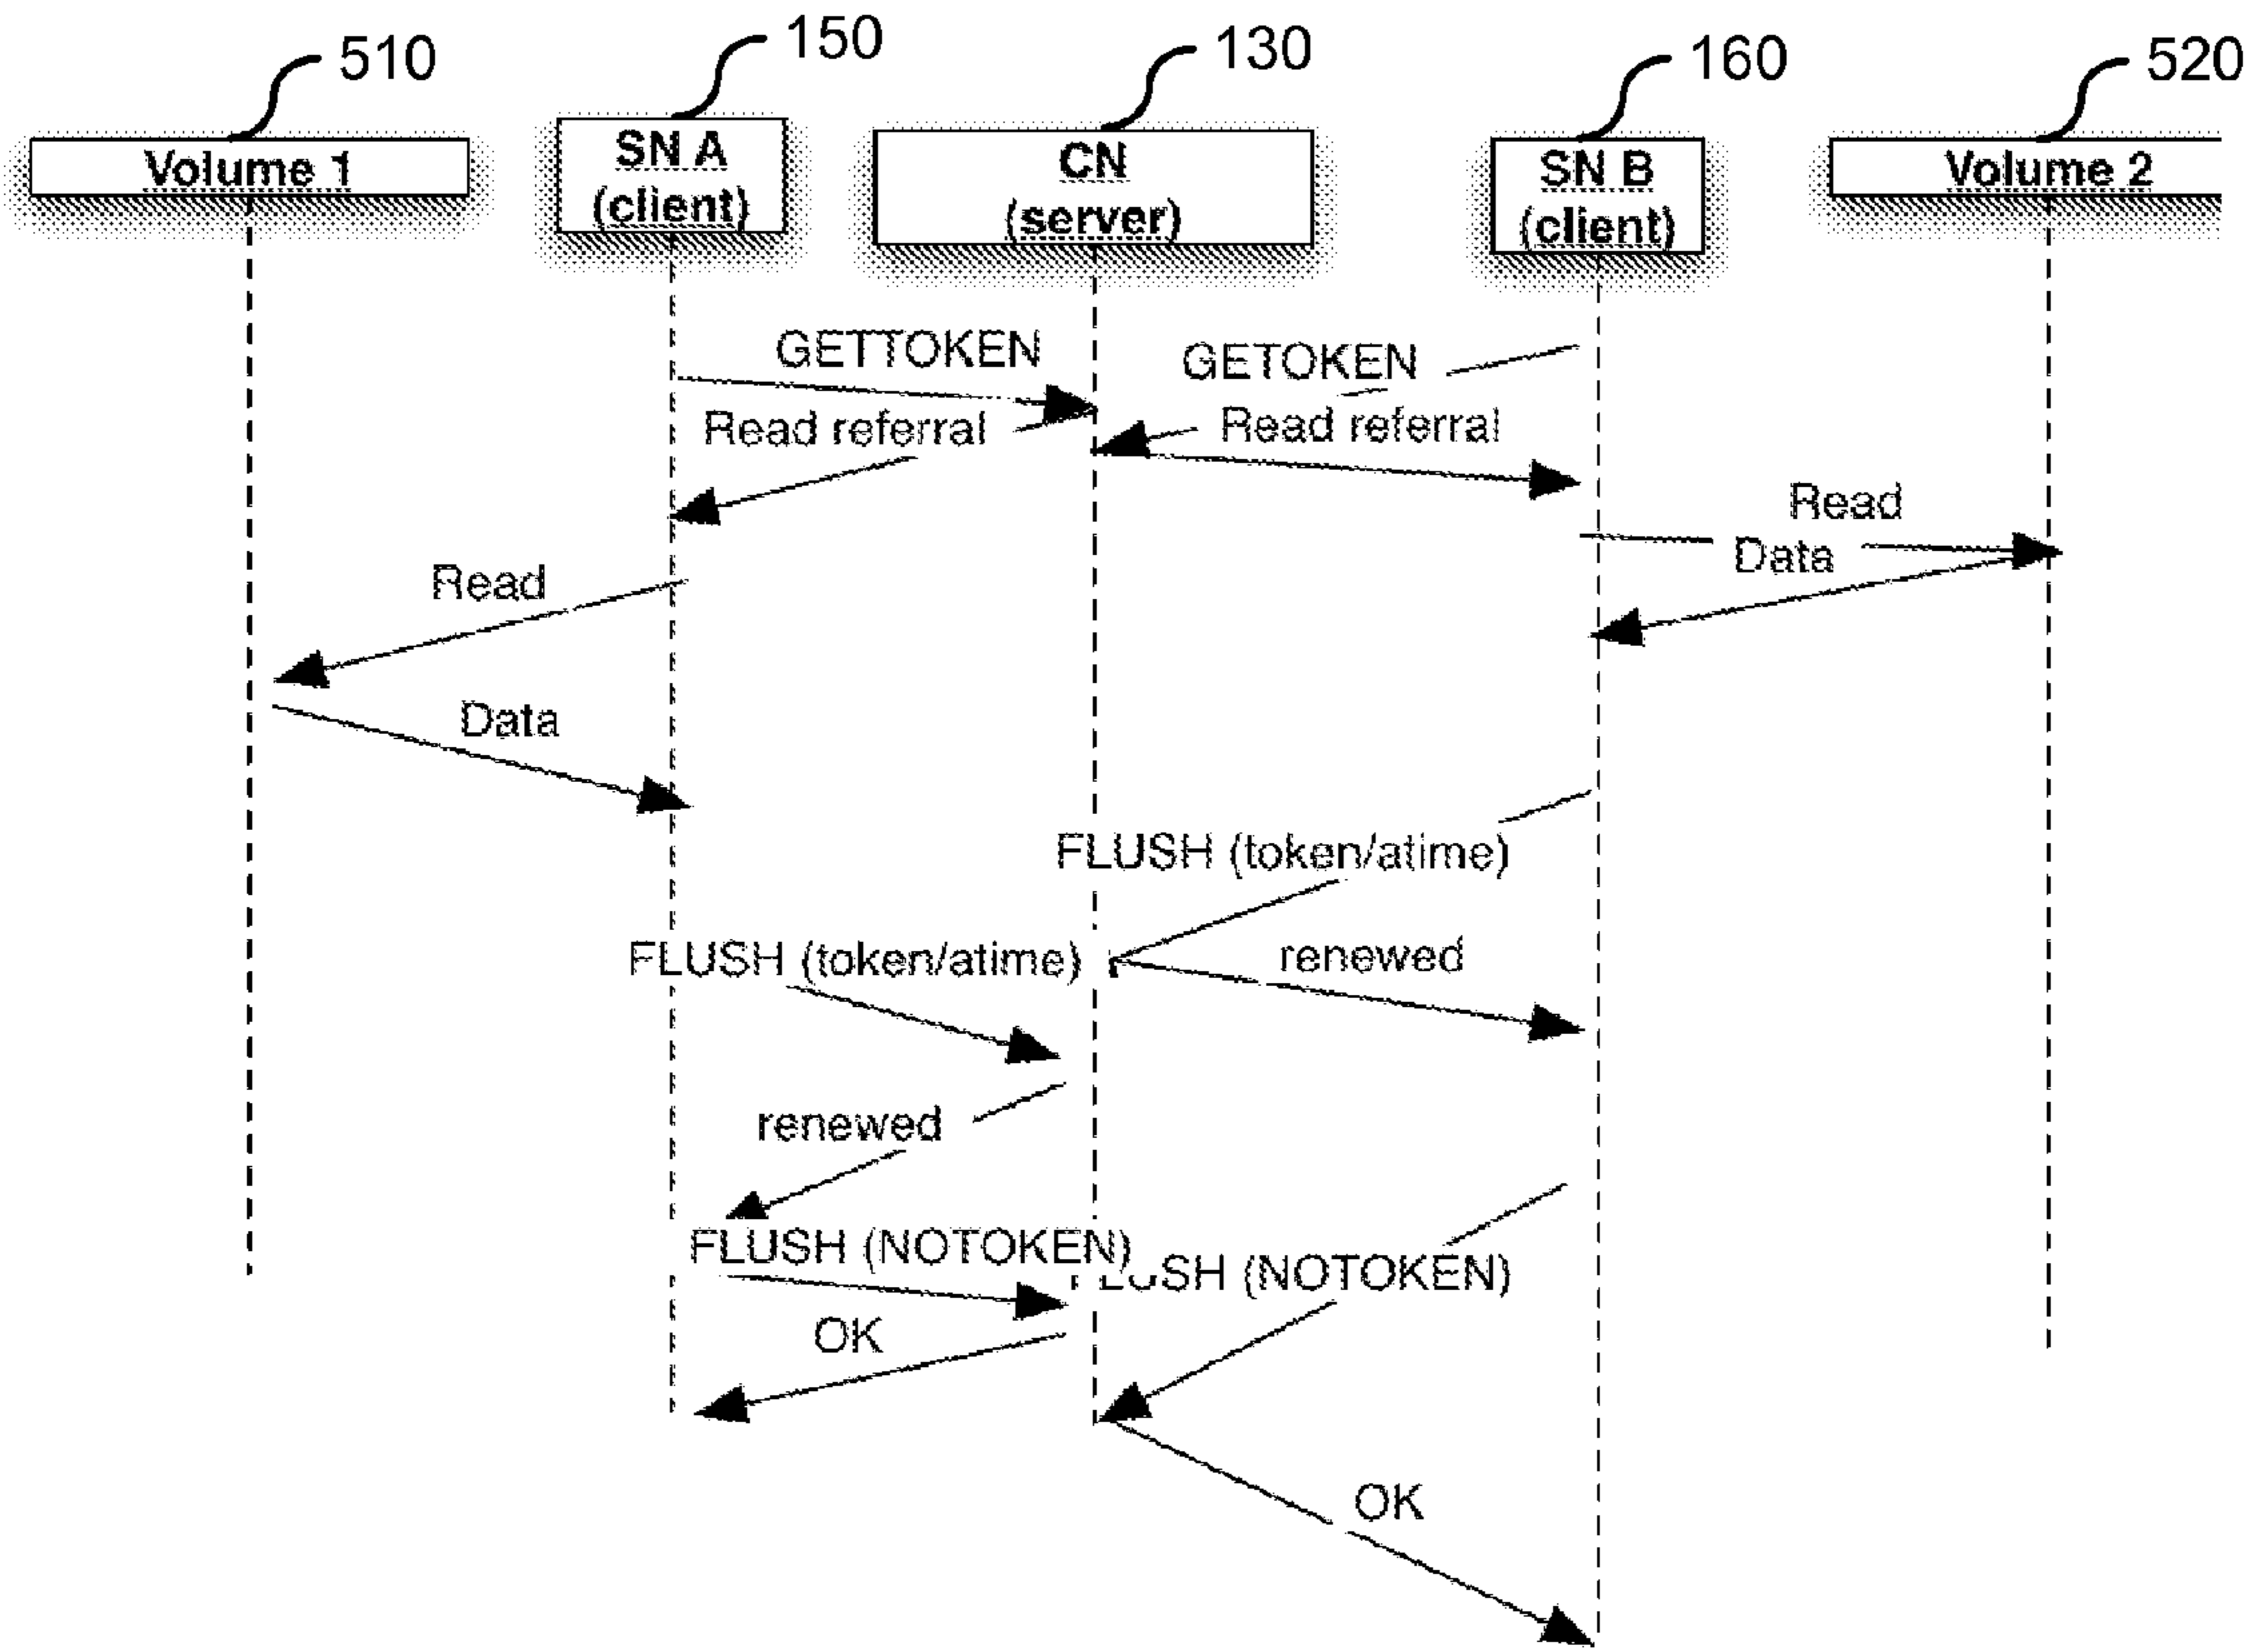 510
150
130
160
520
Volume 1
SN A
(client)
CN
(server)
SN B
(client)
Volume 2
GETTOKEN
GETOKEN
Read referral
Read referral
Read
Data
Read
Data
FLUSH (token/atime)
FLUSH (token/atime)
renewed
renewed
FLUSH (NOTOKEN)
FLUSH (NOTOKEN)
OK
OK